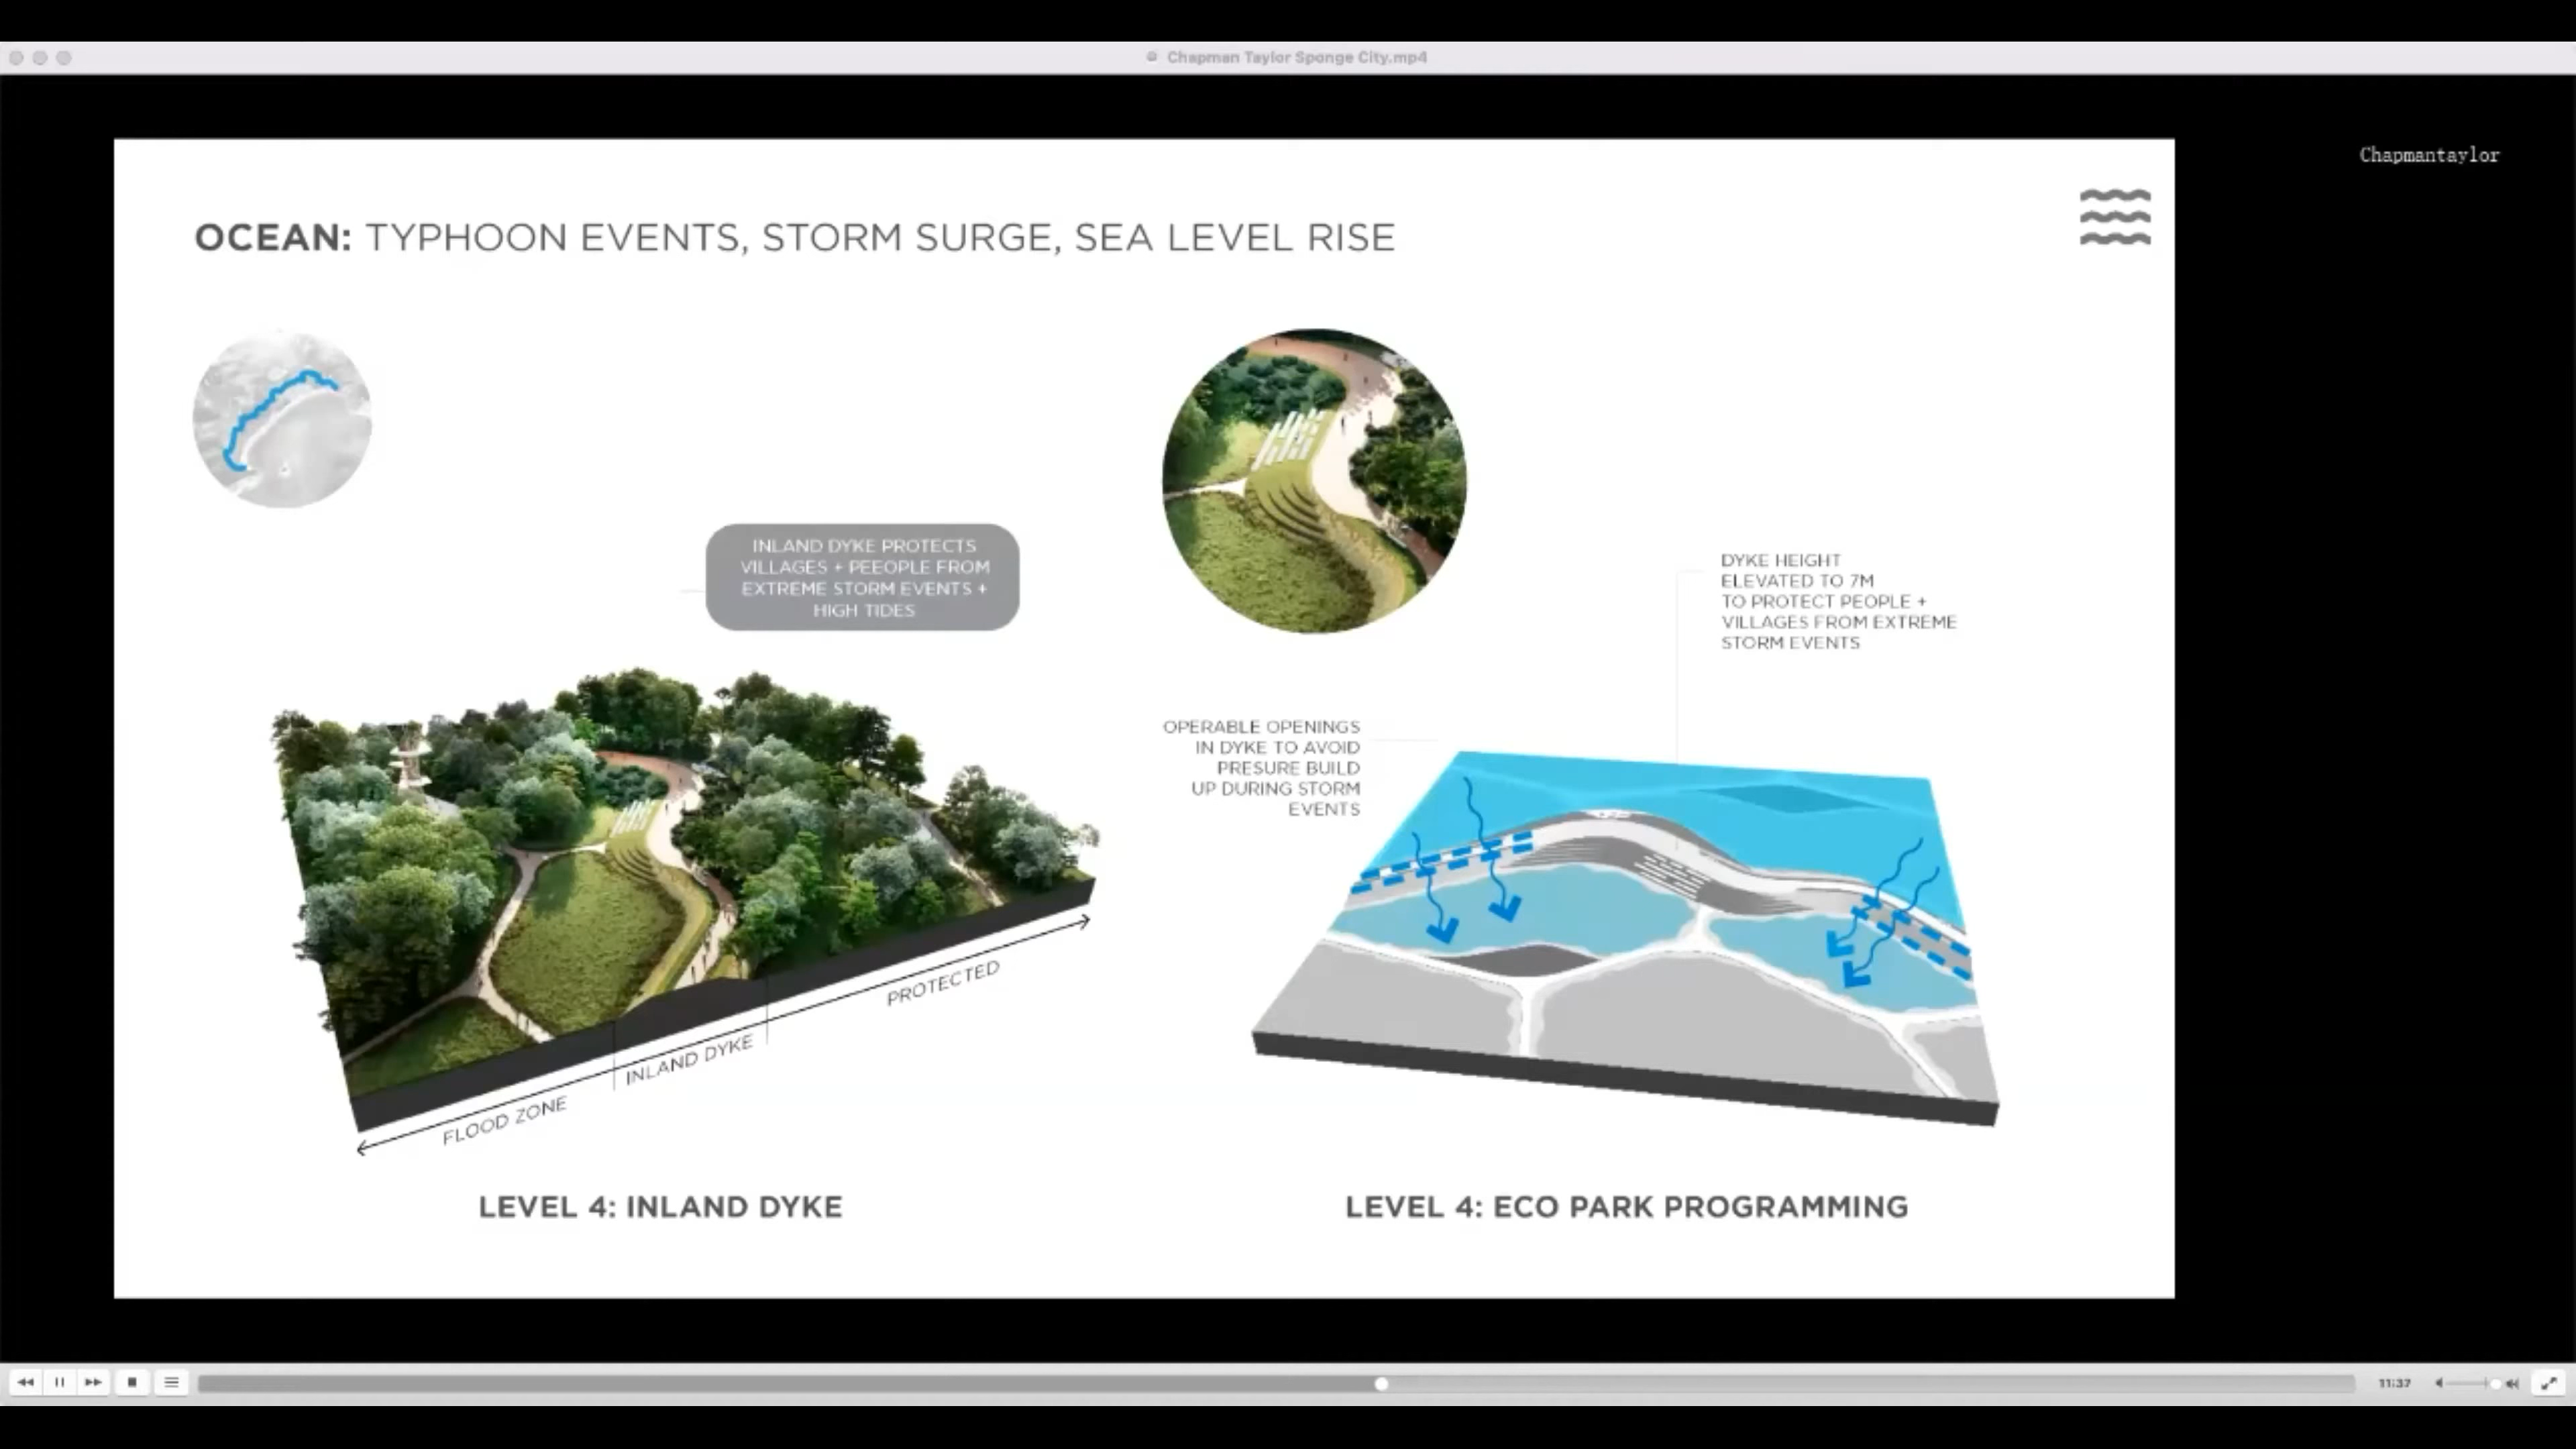 Chapman Taylor Sponge City.mp4
Chapmantaylor
OCEAN: TYPHOON EVENTS, STORM SURGE, SEA LEVEL RISE
INLAND DYKE PROTECTS
VILLAGES + PEEOPLE FROM
EXTREME STORM EVENTS +
HIGH TIDES
DYKE HEIGHT
ELEVATED TO 7M
TO PROTECT PEOPLE +
VILLAGES FROM EXTREME
STORM EVENTS
OPERABLE OPENINGS
IN DYKE TO AVOID
PRESURE BUILD
UP DURING STORM
EVENTS
FLOOD ZONE
INLAND DYKE
PROTECTED
LEVEL 4: INLAND DYKE
LEVEL 4: ECO PARK PROGRAMMING
11:37